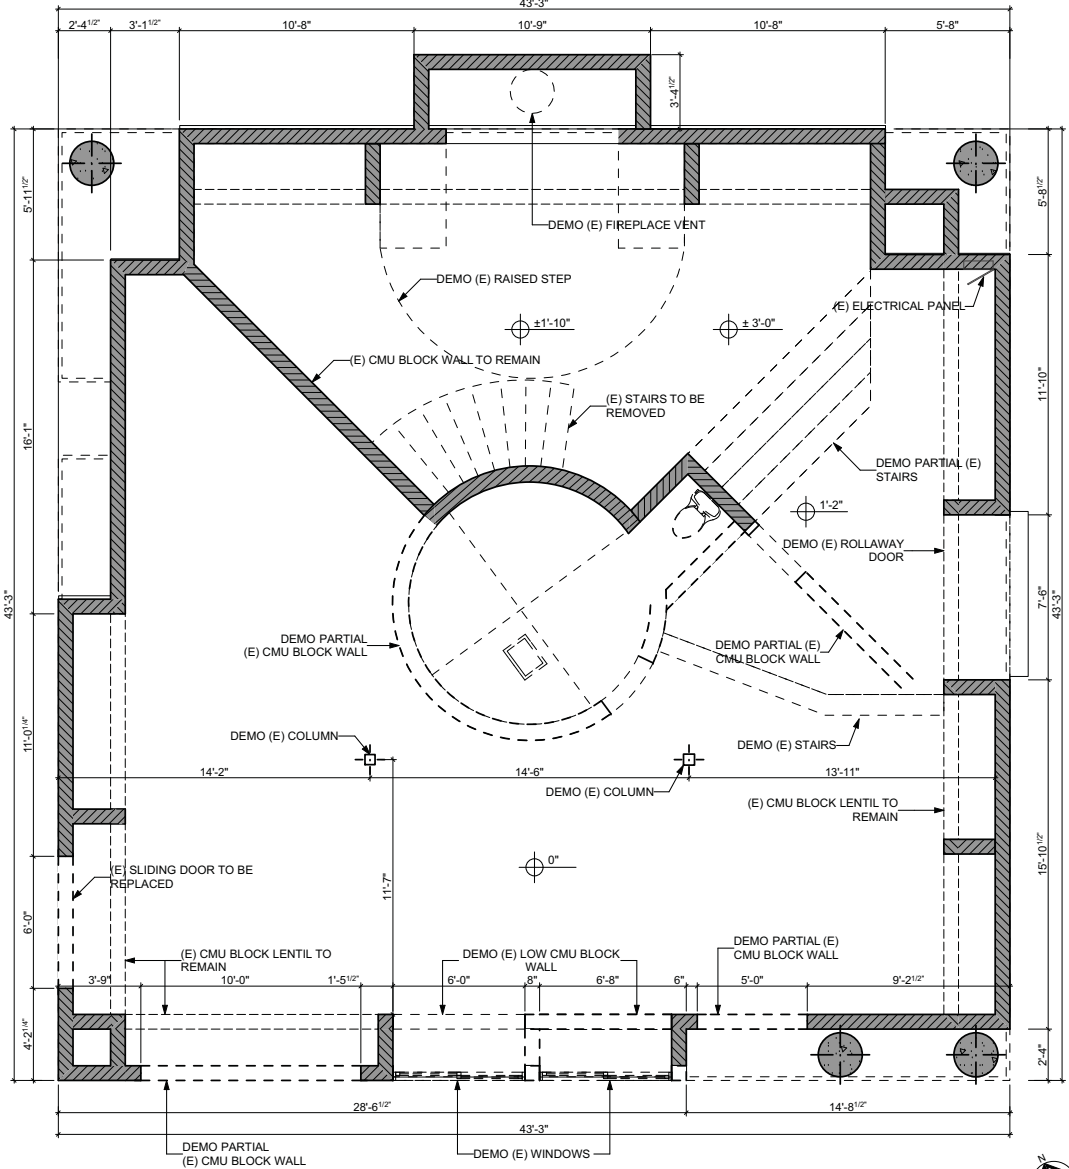 43'-3"
2'-4 1/2"
3'-1 1/2"
10'-8"
10'-9"
10'-8"
5'-8"
3'-4 1/2"
5'-11 1/2"
5'-8 1/2"
DEMO (E) FIREPLACE VENT
DEMO (E) RAISED STEP
(E) ELECTRICAL PANEL
±1'-10"
± 3'-0"
(E) CMU BLOCK WALL TO REMAIN
11'-10"
(E) STAIRS TO BE
REMOVED
16'-1"
DEMO PARTIAL (E)
STAIRS
1'-2"
DEMO (E) ROLLAWAY
DOOR
43'-3"
7'-6"
43'-3"
DEMO PARTIAL
(E) CMU BLOCK WALL
DEMO PARTIAL (E)
CMU BLOCK WALL
11'-0 1/4"
DEMO (E) COLUMN
DEMO (E) STAIRS
14'-2"
14'-6"
13'-11"
DEMO (E) COLUMN
(E) CMU BLOCK LENTIL TO
REMAIN
15'-10 1/2"
0"
(E) SLIDING DOOR TO BE
REPLACED
11'-7"
6'-0"
(E) CMU BLOCK LENTIL TO
REMAIN
DEMO (E) LOW CMU BLOCK
WALL
DEMO PARTIAL (E)
CMU BLOCK WALL
3'-9"
10'-0"
1'-5 1/2"
6'-0"
8"
6'-8"
6"
5'-0"
9'-2 1/2"
4'-2 1/4"
2'-4"
28'-6 1/2"
14'-8 1/2"
43'-3"
DEMO PARTIAL
(E) CMU BLOCK WALL
DEMO (E) WINDOWS
N